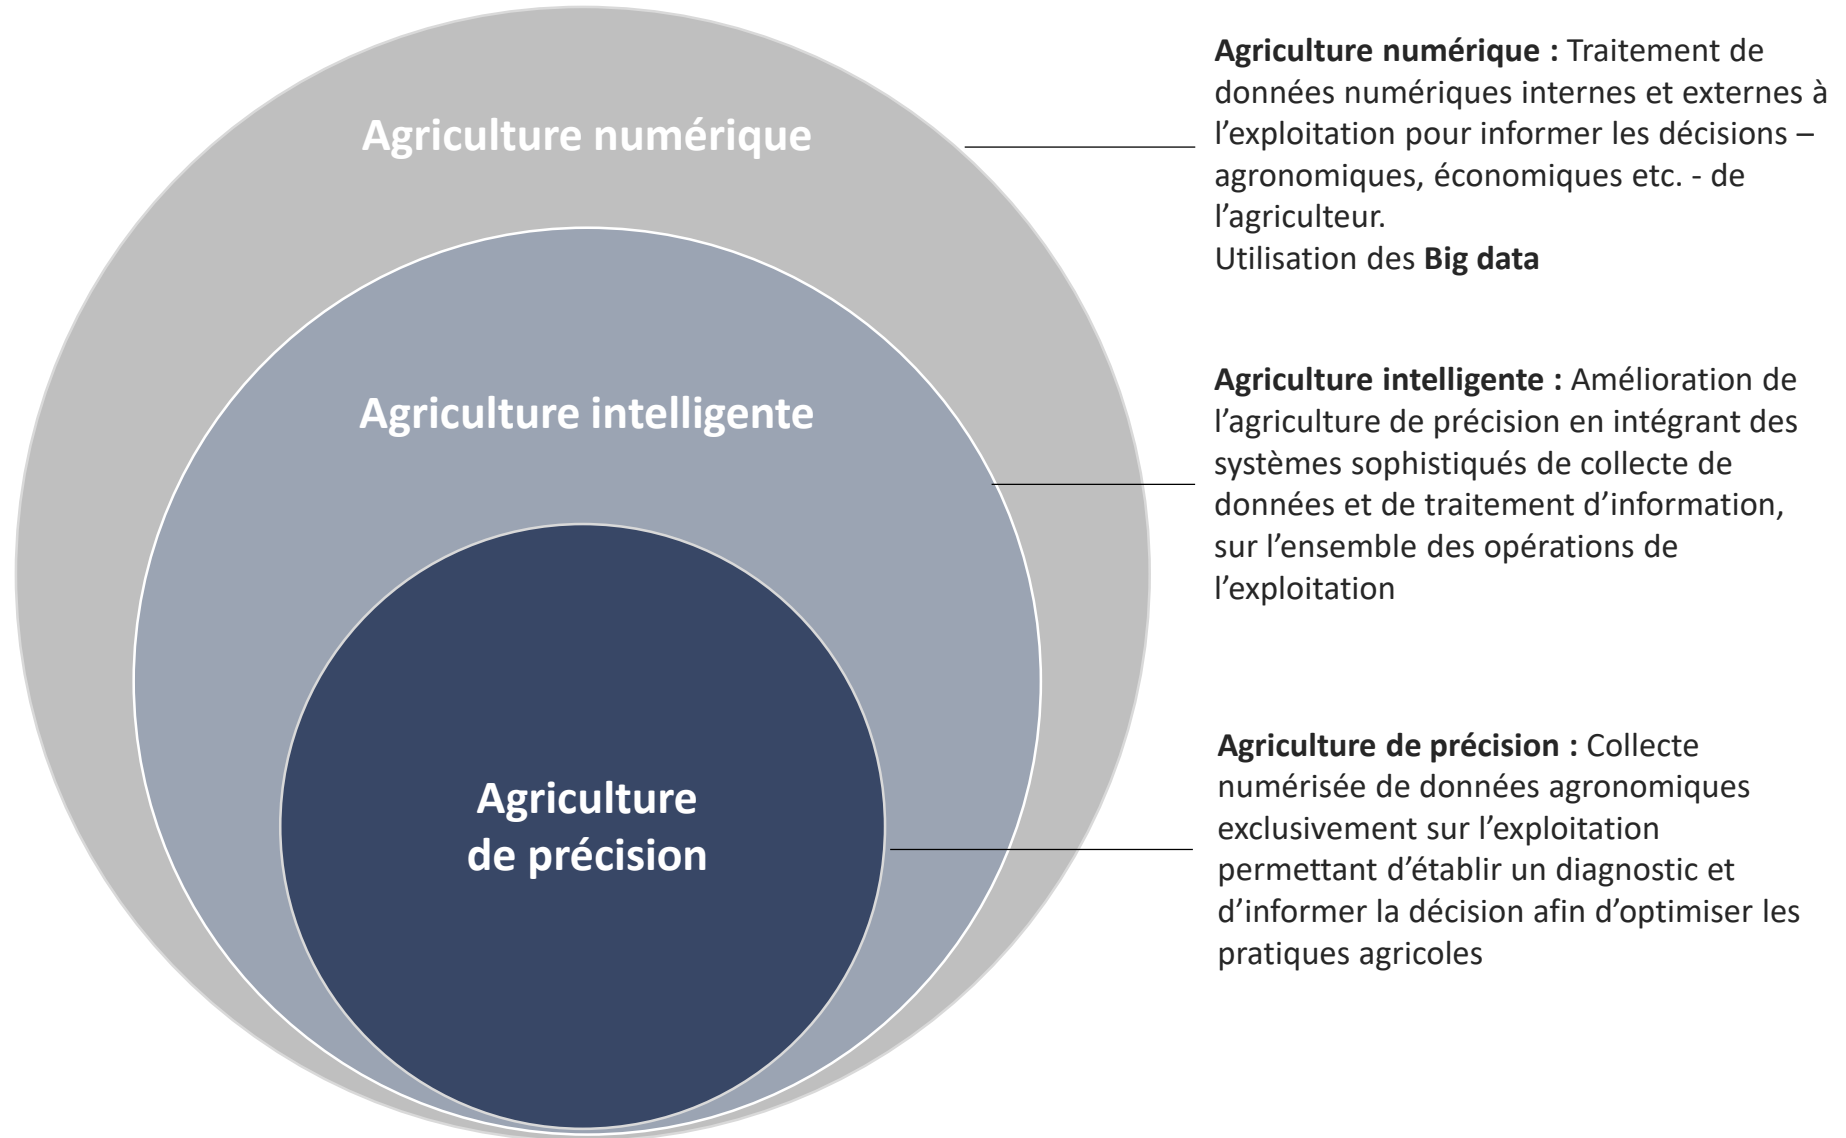 Agriculture numérique
Agriculture intelligente
Agriculture
de précision
Agriculture numérique : Traitement de
données numériques internes et externes à
l’exploitation pour informer les décisions –
agronomiques, économiques etc. - de
l’agriculteur.
Utilisation des Big data
Agriculture intelligente : Amélioration de
l’agriculture de précision en intégrant des
systèmes sophistiqués de collecte de
données et de traitement d’information,
sur l’ensemble des opérations de
l’exploitation
Agriculture de précision : Collecte
numérisée de données agronomiques
exclusivement sur l’exploitation
permettant d’établir un diagnostic et
d’informer la décision afin d’optimiser les
pratiques agricoles